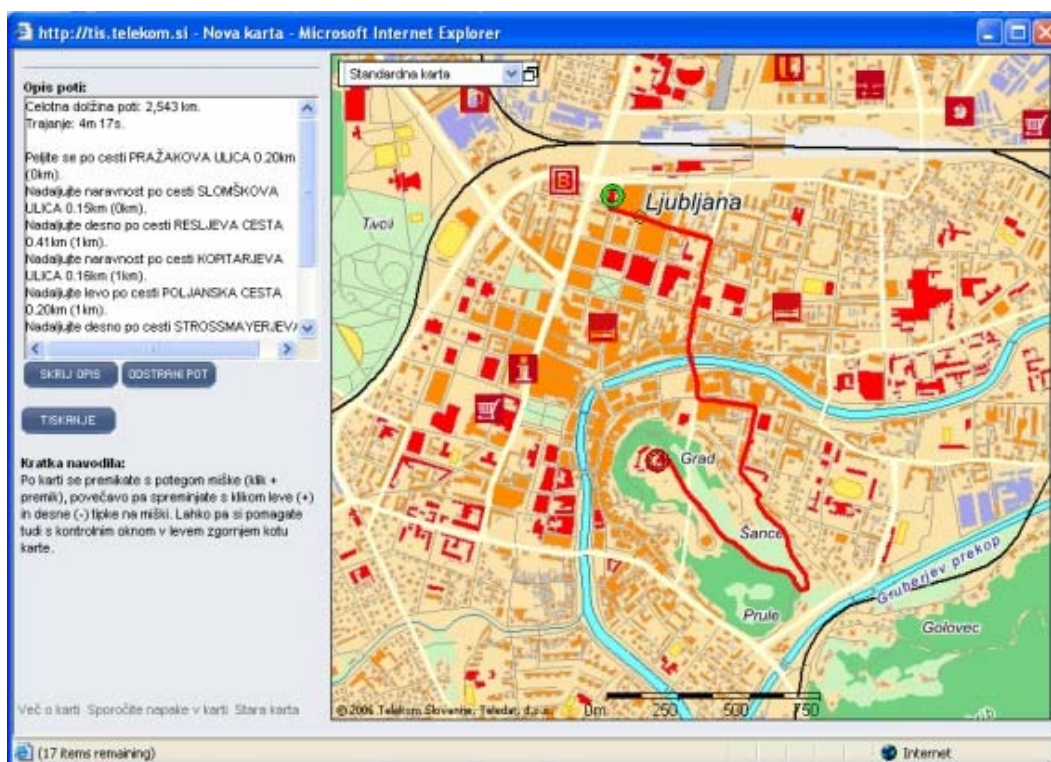 http://tis.telekom.si - Nova karta - Microsoft Internet Explorer
Opis poti:
Celotna dolžina poti: 2,543 km.
Trajanje: 4m 17s.
Peljite se po cesti PRAŽAKOVA ULICA 0.20km
(0km).
Nadaljujte naravnost po cesti SLOMŠKOVA
ULICA 0.15km (0km).
Nadaljujte desno po cesti RESLJEVA CESTA
0.41km (1km).
Nadaljujte naravnost po cesti KOPITARJEVA
ULICA 0.16km (1km).
Nadaljujte levo po cesti POLJANSKA CESTA
0.20km (1km).
Nadaljujte desno po cesti STROSSMAYERJEVA
SKRIJ OPIS
ODSTRANI POT
TISKANJE
Kratka navodila:
Po karti se premikate s potegom miške (klik +
premik), povečavo pa spreminjate s klikom leve (+)
in desne (-) tipke na miški. Lahko pa si pomagate
tudi s kontrolnim oknom v levem zgornjem kotu
karte.
Več o karti Sporočite napake v karti Stara karta
Standardna karta
B
Ljubljana
Tivoli
i
Grad
Šance
Prule
Gruberjev prekop
Golovec
© 2006 Telekom Slovenije, Teledat, d.o.o.
0m 250 500 750
(17 items remaining)
Internet